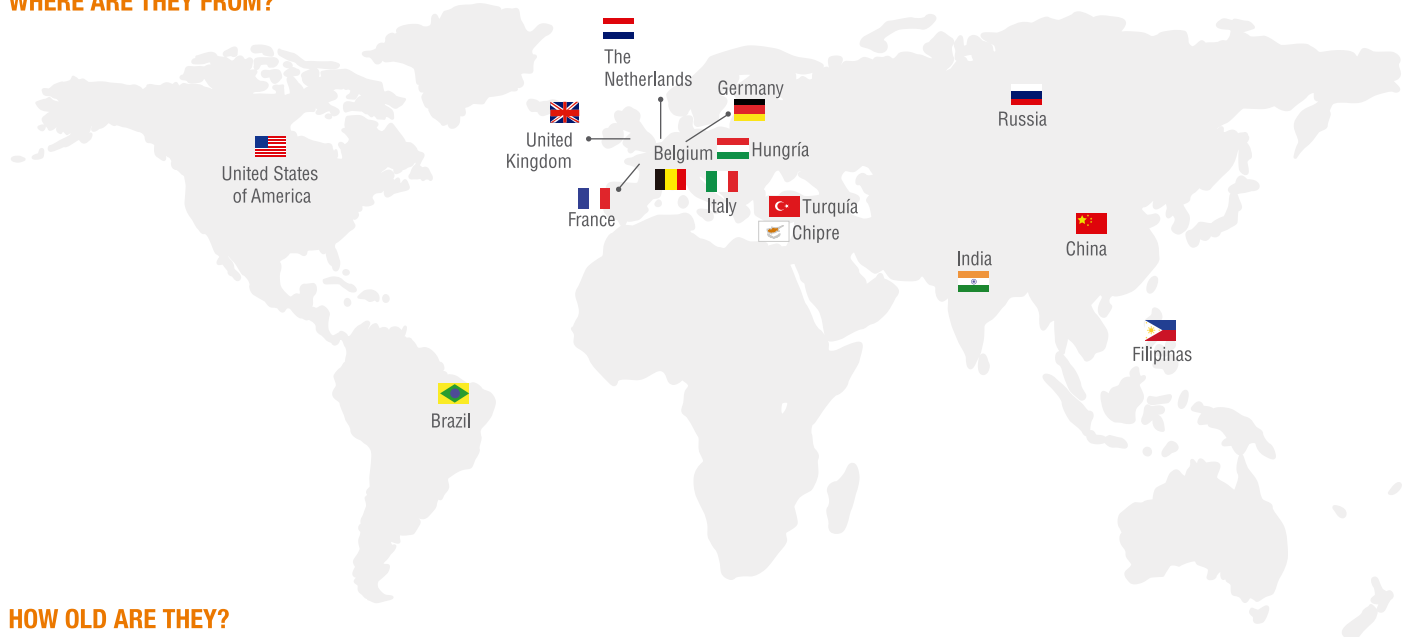 WHERE ARE THEY FROM?
The
Netherlands
Germany
United
Kingdom
Belgium
Hungría
Russia
United States
of America
France
Italy
Turquía
Chipre
China
India
Filipinas
Brazil
HOW OLD ARE THEY?